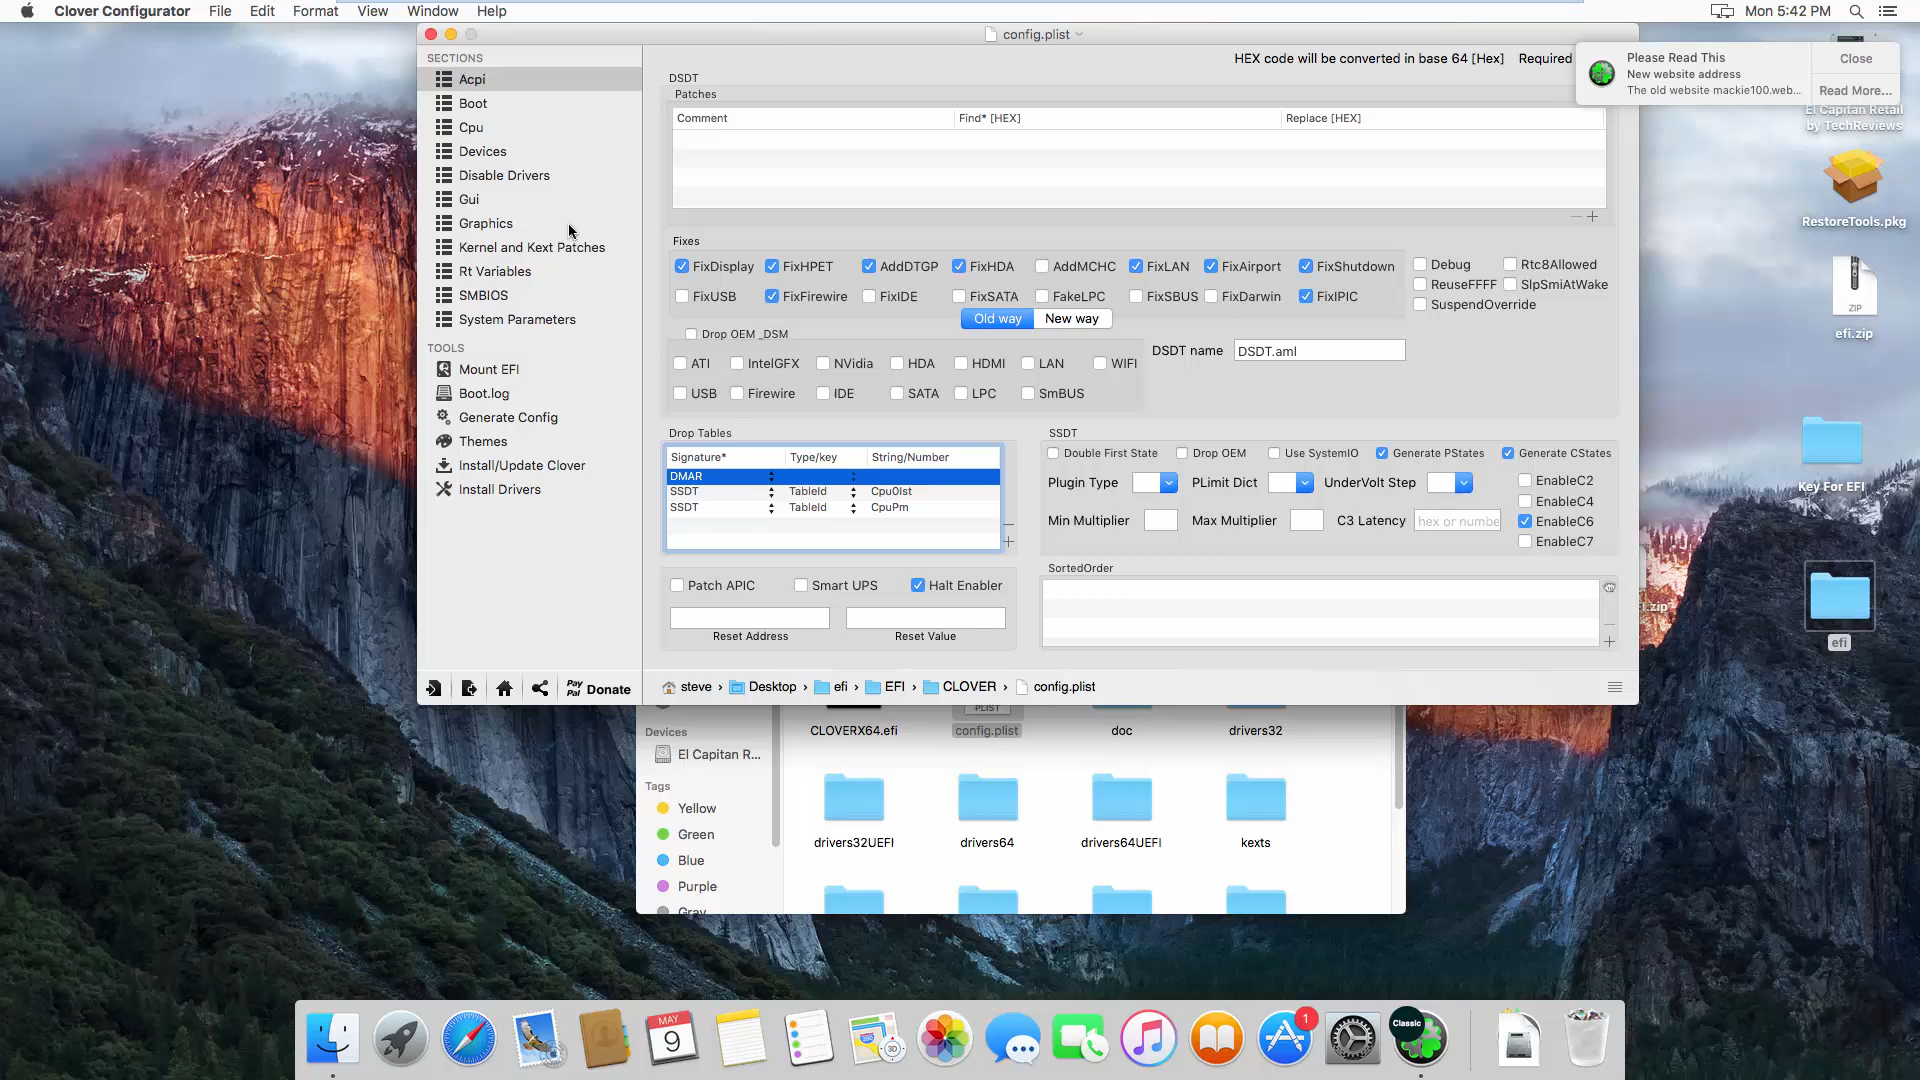 Clover Configurator File Edit Format View Window Help
Mon 5:42 PM
config.plist
SECTIONS
Acpi
Boot
Cpu
Devices
Disable Drivers
Gui
Graphics
Kernel and Kext Patches
Rt Variables
SMBIOS
System Parameters
TOOLS
Mount EFI
Boot.log
Generate Config
Themes
Install/Update Clover
Install Drivers
Pay Pal Donate
HEX code will be converted in base 64 [Hex] Required
DSDT
Patches
Comment Find* [HEX] Replace [HEX]
Fixes
FixDisplay FixHPET AddDTGP FixHDA AddMCHC FixLAN FixAirport FixShutdown
FixUSB FixFirewire FixIDE FixSATA FakeLPC FixSBUS FixDarwin FixIPIC
Debug Rtc8Allowed
ReuseFFFF SlpSmiAtWake
SuspendOverride
Old way New way
Drop OEM _DSM
ATI IntelGFX NVidia HDA HDMI LAN WIFI
USB Firewire IDE SATA LPC SmBUS
DSDT name DSDT.aml
Drop Tables
Signature* Type/key String/Number
DMAR
SSDT TableId Cpu0Ist
SSDT TableId CpuPm
SSDT
Double First State Drop OEM Use SystemIO Generate PStates Generate CStates
Plugin Type PLimit Dict UnderVolt Step
Min Multiplier Max Multiplier C3 Latency hex or numbe
EnableC2
EnableC4
EnableC6
EnableC7
Patch APIC Smart UPS Halt Enabler
Reset Address Reset Value
SortedOrder
steve › Desktop › efi › EFI › CLOVER › config.plist
Please Read This
New website address
The old website mackie100.web...
Close
Read More...
El Capitan Retail
by TechReviews
RestoreTools.pkg
ZIP
efi.zip
Key For EFI
.zip
efi
Devices
El Capitan R...
Tags
Yellow
Green
Blue
Purple
Gray
PLIST
CLOVERX64.efi config.plist doc drivers32
drivers32UEFI drivers64 drivers64UEFI kexts
MAY
9
3D
1
Classic